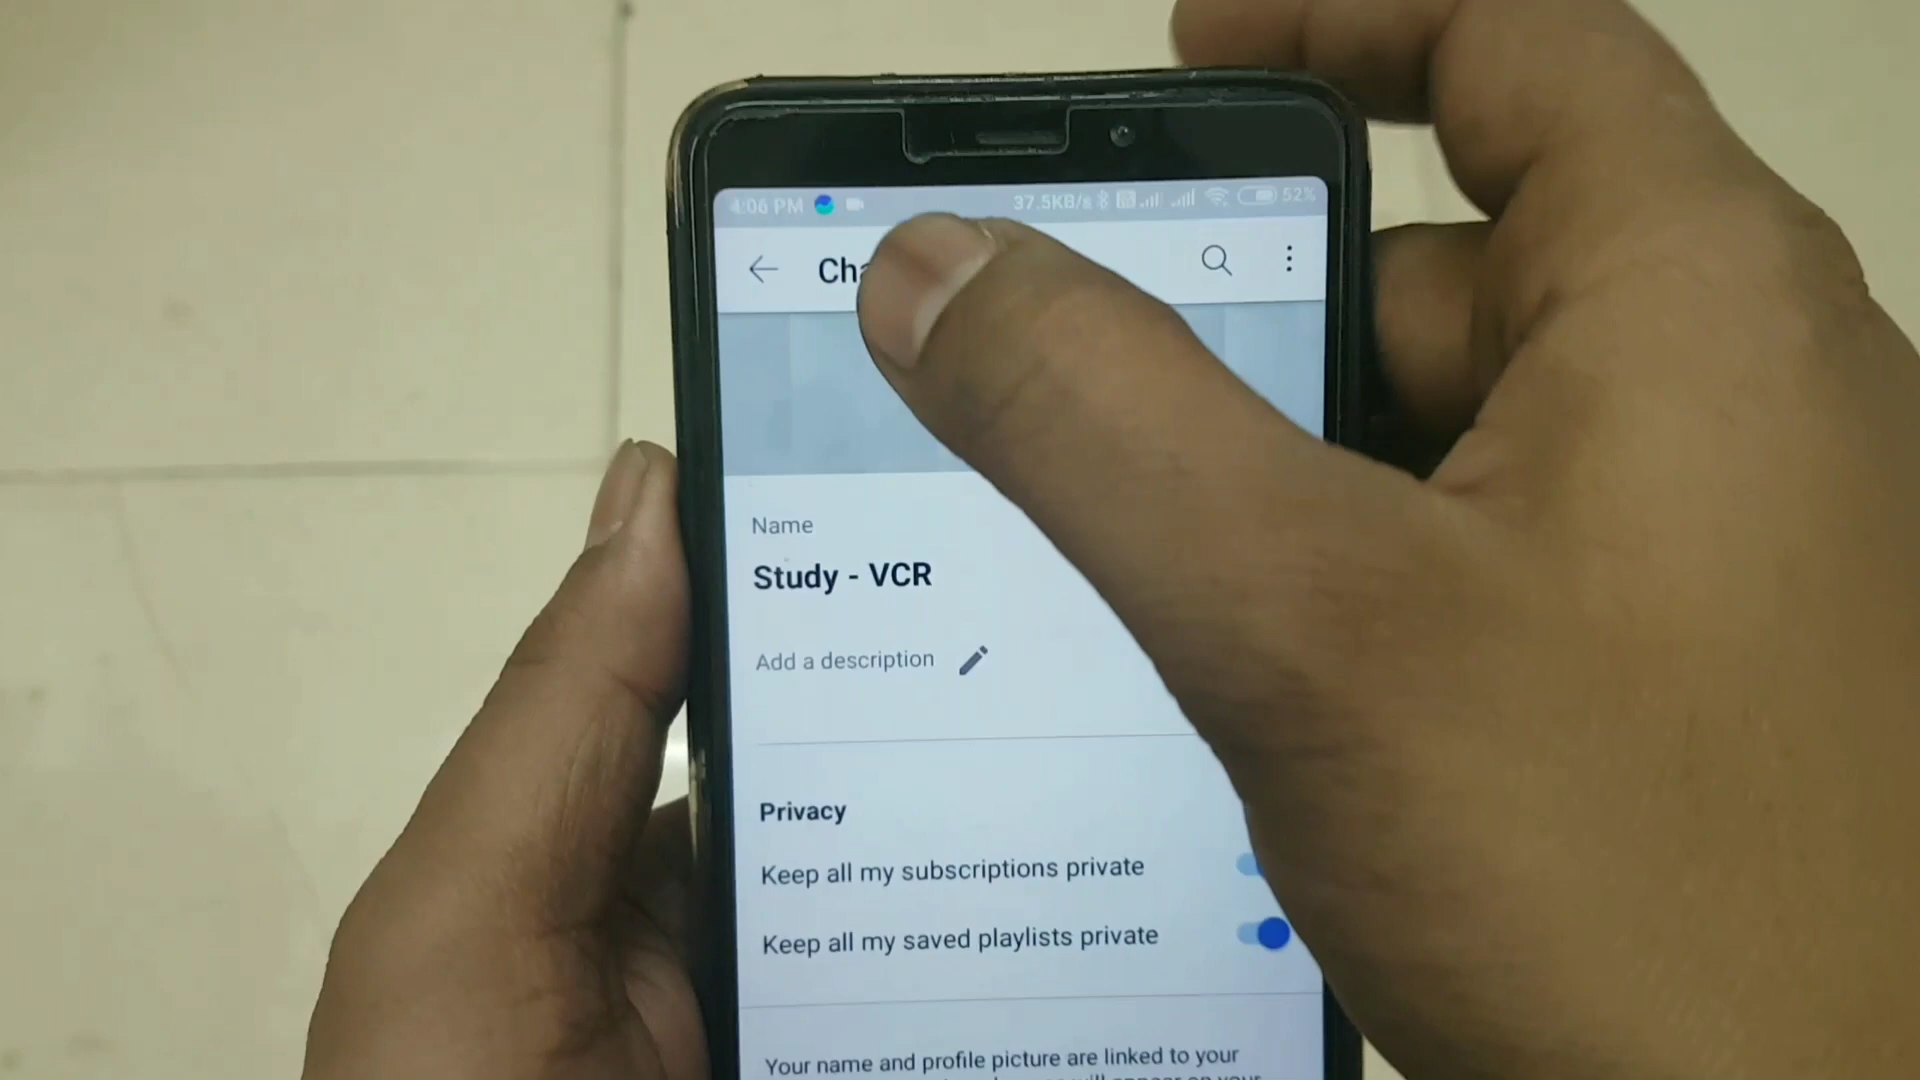 4:06 PM 37.5KB/s 52%
Name
Study - VCR
Add a description
Privacy
Keep all my subscriptions private
Keep all my saved playlists private
Your name and profile picture are linked to your